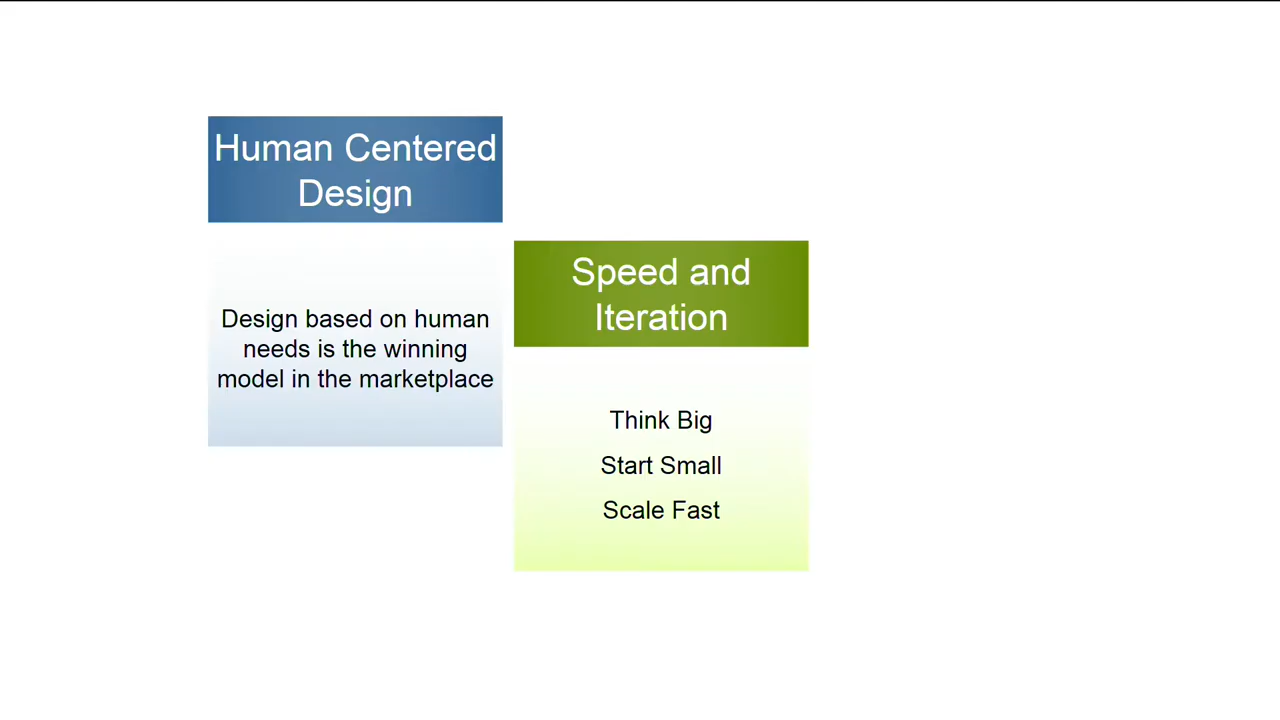 Human Centered
Design
Design based on human
needs is the winning
model in the marketplace
Speed and
Iteration
Think Big
Start Small
Scale Fast